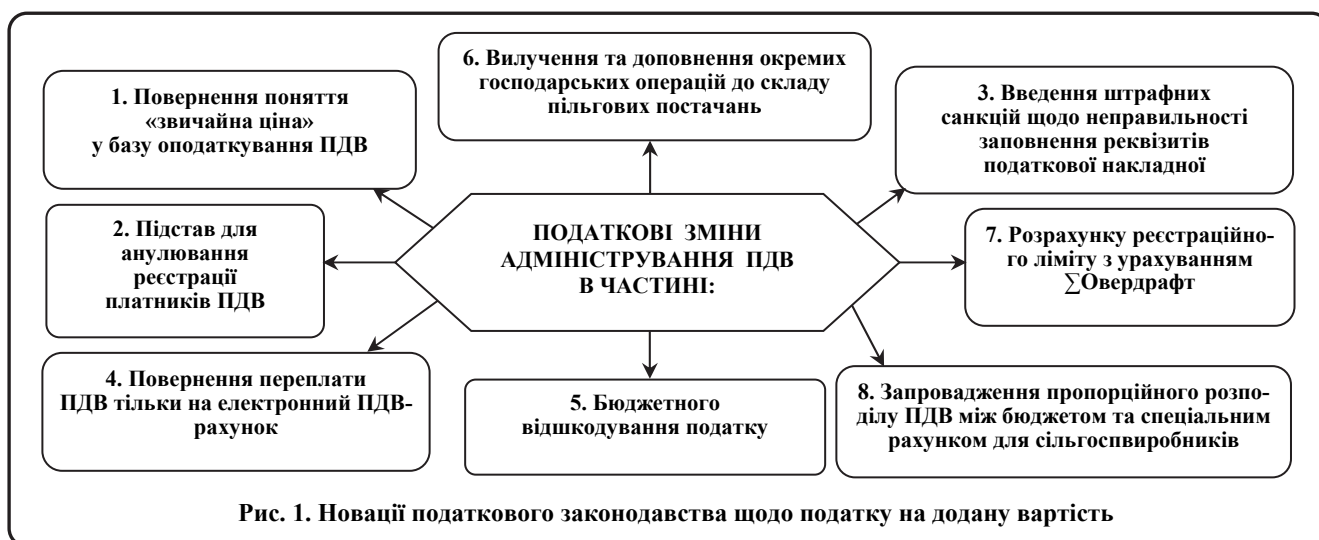 6. Вилучення та доповнення окремих
господарських операцій до складу
пільгових постачань
1. Повернення поняття
«звичайна ціна»
у базу оподаткування ПДВ
3. Введення штрафних
санкцій щодо неправильності
заповнення реквізитів
податкової накладної
2. Підстав для
анулювання
реєстрації
платників ПДВ
ПОДАТКОВІ ЗМІНИ
АДМІНІСТРУВАННЯ ПДВ
В ЧАСТИНІ:
7. Розрахунку реєстраційно-
го ліміту з урахуванням
∑Овердрафт
4. Повернення переплати
ПДВ тільки на електронний ПДВ-
рахунок
5. Бюджетного
відшкодування податку
8. Запровадження пропорційного розпо-
ділу ПДВ між бюджетом та спеціальним
рахунком для сільгоспвиробників
Рис. 1. Новації податкового законодавства щодо податку на додану вартість